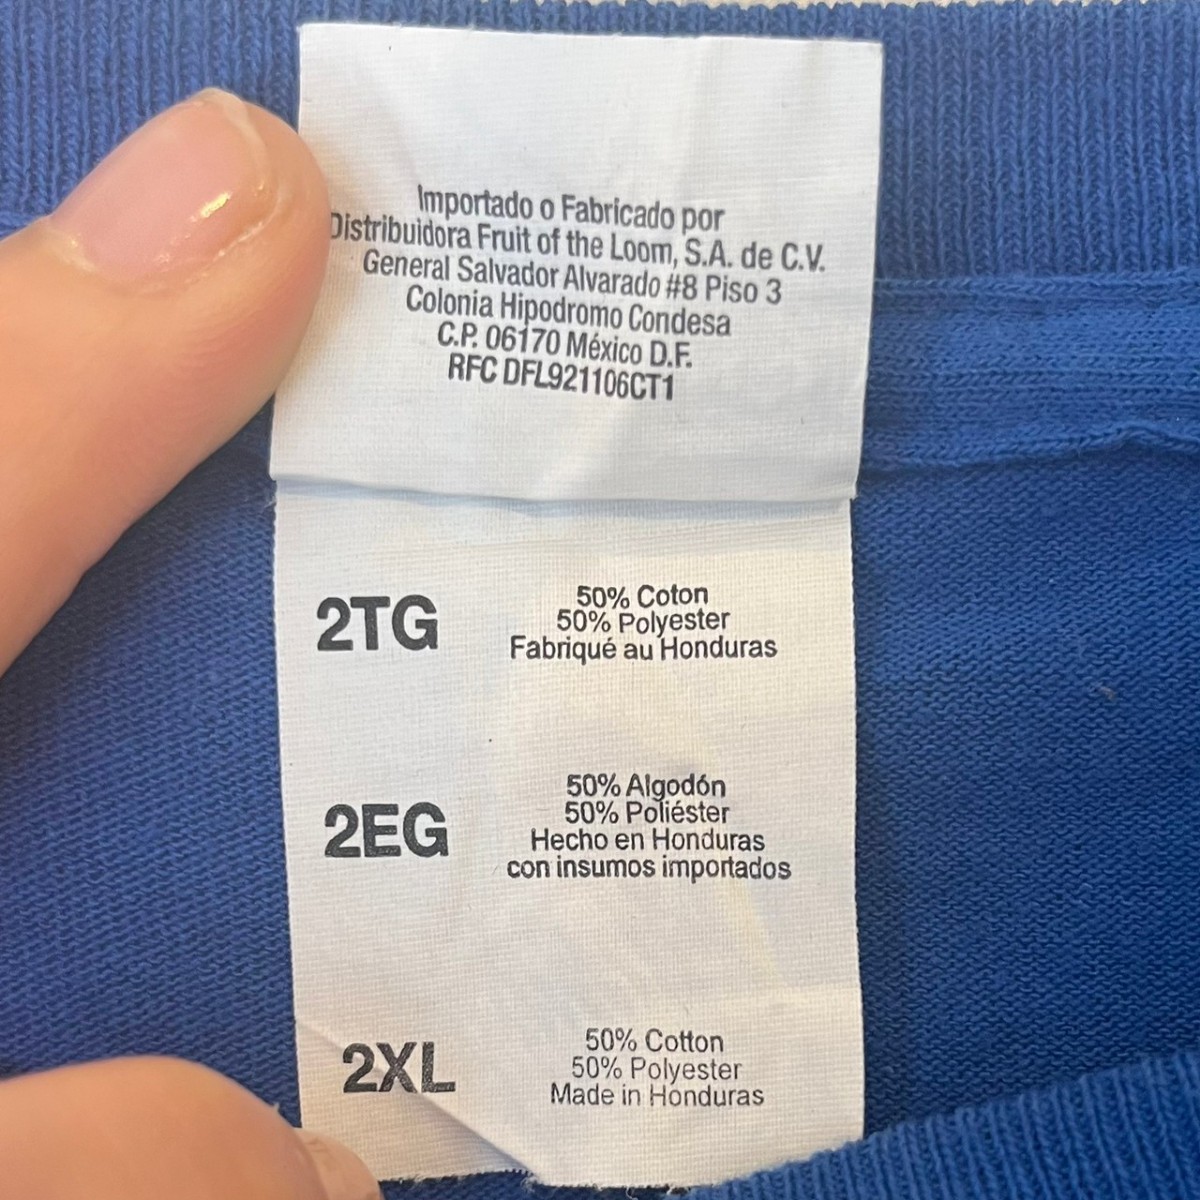 Importado o Fabricado por
Distribuidora Fruit of the Loom, S.A. de C.V.
General Salvador Alvarado #8 Piso 3
Colonia Hipodromo Condesa
C.P. 06170 México D.F.
RFC DFL921106CT1
2TG
50% Coton
50% Polyester
Fabriqué au Honduras
2EG
50% Algodón
50% Poliéster
Hecho en Honduras
con insumos importados
2XL
50% Cotton
50% Polyester
Made in Honduras